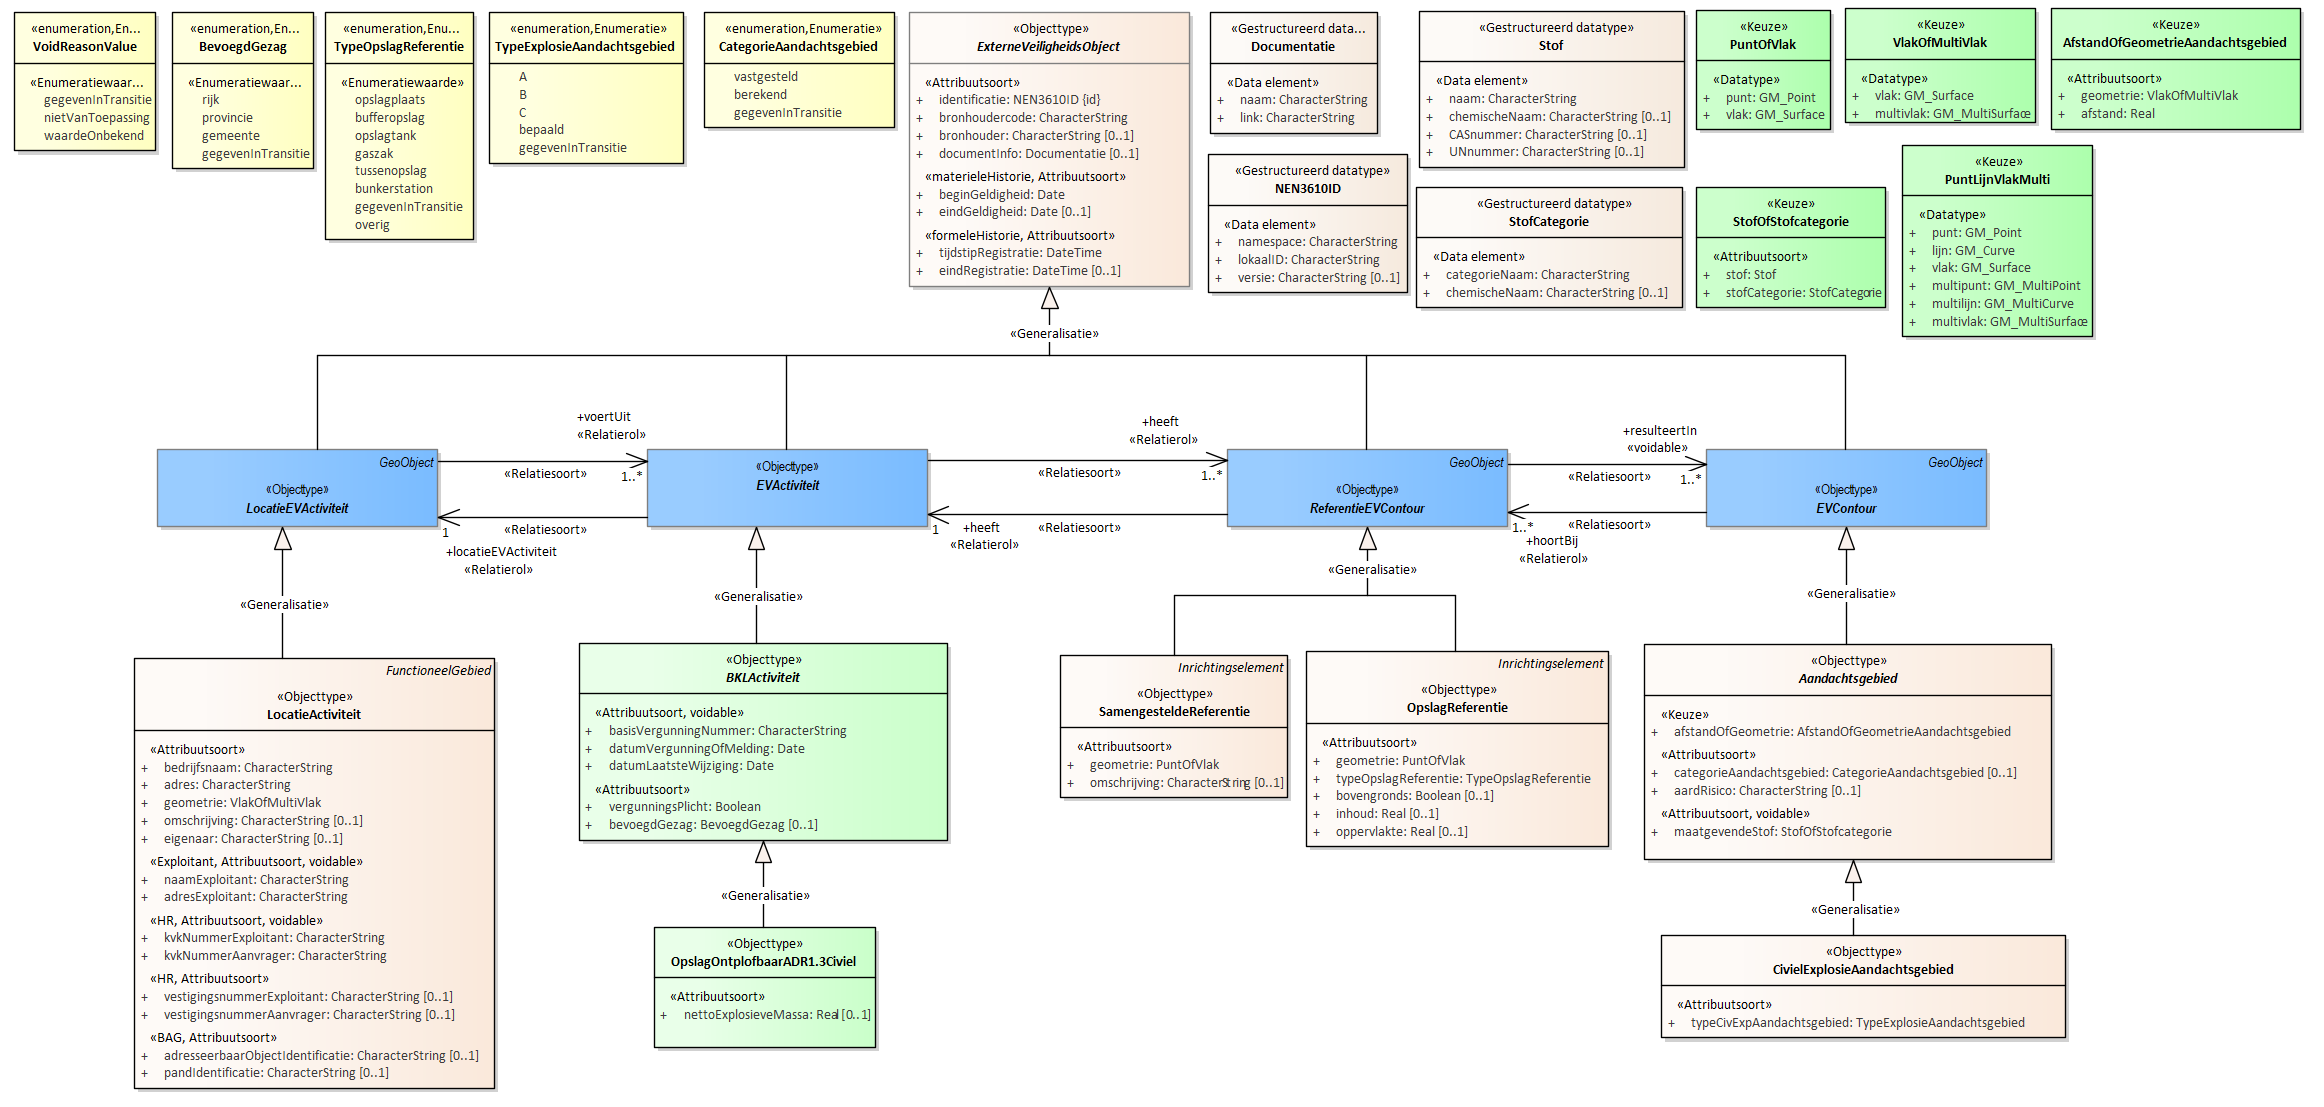 «enumeration,En...
VoidReasonValue
«Enumeratiewaar...
gegevenInTransitie
nietVanToepassing
waardeOnbekend
«enumeration,En...
BevoegdGezag
«Enumeratiewaar...
rijk
provincie
gemeente
gegevenInTransitie
«enumeration,Enu...
TypeOpslagReferentie
«Enumeratiewaarde»
opslagplaats
bufferopslag
opslagtank
gaszak
tussenopslag
bunkerstation
gegevenInTransitie
overig
«enumeration,Enumeratie»
TypeExplosieAandachtsgebied
A
B
C
bepaald
gegevenInTransitie
«enumeration,Enumeratie»
CategorieAandachtsgebied
vastgesteld
berekend
gegevenInTransitie
«Objecttype»
ExterneVeiligheidsObject
«Attribuutsoort»
+ identificatie: NEN3610ID {id}
+ bronhoudercode: CharacterString
+ bronhouder: CharacterString [0..1]
+ documentInfo: Documentatie [0..1]
«materieleHistorie, Attribuutsoort»
+ beginGeldigheid: Date
+ eindGeldigheid: Date [0..1]
«formeleHistorie, Attribuutsoort»
+ tijdstipRegistratie: DateTime
+ eindRegistratie: DateTime [0..1]
«Gestructureerd data...
Documentatie
«Data element»
+ naam: CharacterString
+ link: CharacterString
«Gestructureerd datatype»
NEN3610ID
«Data element»
+ namespace: CharacterString
+ lokaalID: CharacterString
+ versie: CharacterString [0..1]
«Gestructureerd datatype»
Stof
«Data element»
+ naam: CharacterString
+ chemischeNaam: CharacterString [0..1]
+ CASnummer: CharacterString [0..1]
+ UNnummer: CharacterString [0..1]
«Gestructureerd datatype»
StofCategorie
«Data element»
+ categorieNaam: CharacterString
+ chemischeNaam: CharacterString [0..1]
«Keuze»
PuntOfVlak
«Datatype»
+ punt: GM_Point
+ vlak: GM_Surface
«Keuze»
VlakOfMultiVlak
«Datatype»
+ vlak: GM_Surface
+ multivlak: GM_MultiSurface
«Keuze»
AfstandOfGeometrieAandachtsgebied
«Attribuutsoort»
+ geometrie: VlakOfMultiVlak
+ afstand: Real
«Keuze»
StofOfStofcategorie
«Attribuutsoort»
+ stof: Stof
+ stofCategorie: StofCategorie
«Keuze»
PuntLijnVlakMulti
«Datatype»
+ punt: GM_Point
+ lijn: GM_Curve
+ vlak: GM_Surface
+ multipunt: GM_MultiPoint
+ multilijn: GM_MultiCurve
+ multivlak: GM_MultiSurface
«Generalisatie»
GeoObject
«Objecttype»
LocatieEVActiviteit
+voertUit
«Relatierol»
«Relatiesoort»
1..*
«Relatiesoort»
1
+locatieEVActiviteit
«Relatierol»
«Objecttype»
EVActiviteit
+heeft
«Relatierol»
«Relatiesoort»
1..*
«Relatiesoort»
1
+heeft
«Relatierol»
GeoObject
«Objecttype»
ReferentieEVContour
+resulteertIn
«voidable»
«Relatiesoort»
1..*
«Relatiesoort»
1..*
+hoortBij
«Relatierol»
GeoObject
«Objecttype»
EVContour
«Generalisatie»
«Generalisatie»
«Generalisatie»
«Generalisatie»
FunctioneelGebied
«Objecttype»
LocatieActiviteit
«Attribuutsoort»
+ bedrijfsnaam: CharacterString
+ adres: CharacterString
+ geometrie: VlakOfMultiVlak
+ omschrijving: CharacterString [0..1]
+ eigenaar: CharacterString [0..1]
«Exploitant, Attribuutsoort, voidable»
+ naamExploitant: CharacterString
+ adresExploitant: CharacterString
«HR, Attribuutsoort, voidable»
+ kvkNummerExploitant: CharacterString
+ kvkNummerAanvrager: CharacterString
«HR, Attribuutsoort»
+ vestigingsnummerExploitant: CharacterString [0..1]
+ vestigingsnummerAanvrager: CharacterString [0..1]
«BAG, Attribuutsoort»
+ adresseerbaarObjectIdentificatie: CharacterString [0..1]
+ pandIdentificatie: CharacterString [0..1]
«Objecttype»
BKLActiviteit
«Attribuutsoort, voidable»
+ basisVergunningNummer: CharacterString
+ datumVergunningOfMelding: Date
+ datumLaatsteWijziging: Date
«Attribuutsoort»
+ vergunningsPlicht: Boolean
+ bevoegdGezag: BevoegdGezag [0..1]
«Generalisatie»
«Objecttype»
OpslagOntplofbaarADR1.3Civiel
«Attribuutsoort»
+ nettoExplosieveMassa: Real [0..1]
Inrichtingselement
«Objecttype»
SamengesteldeReferentie
«Attribuutsoort»
+ geometrie: PuntOfVlak
+ omschrijving: CharacterString [0..1]
Inrichtingselement
«Objecttype»
OpslagReferentie
«Attribuutsoort»
+ geometrie: PuntOfVlak
+ typeOpslagReferentie: TypeOpslagReferentie
+ bovengronds: Boolean [0..1]
+ inhoud: Real [0..1]
+ oppervlakte: Real [0..1]
«Objecttype»
Aandachtsgebied
«Keuze»
+ afstandOfGeometrie: AfstandOfGeometrieAandachtsgebied
«Attribuutsoort»
+ categorieAandachtsgebied: CategorieAandachtsgebied [0..1]
+ aardRisico: CharacterString [0..1]
«Attribuutsoort, voidable»
+ maatgevendeStof: StofOfStofcategorie
«Generalisatie»
«Objecttype»
CivielExplosieAandachtsgebied
«Attribuutsoort»
+ typeCivExpAandachtsgebied: TypeExplosieAandachtsgebied